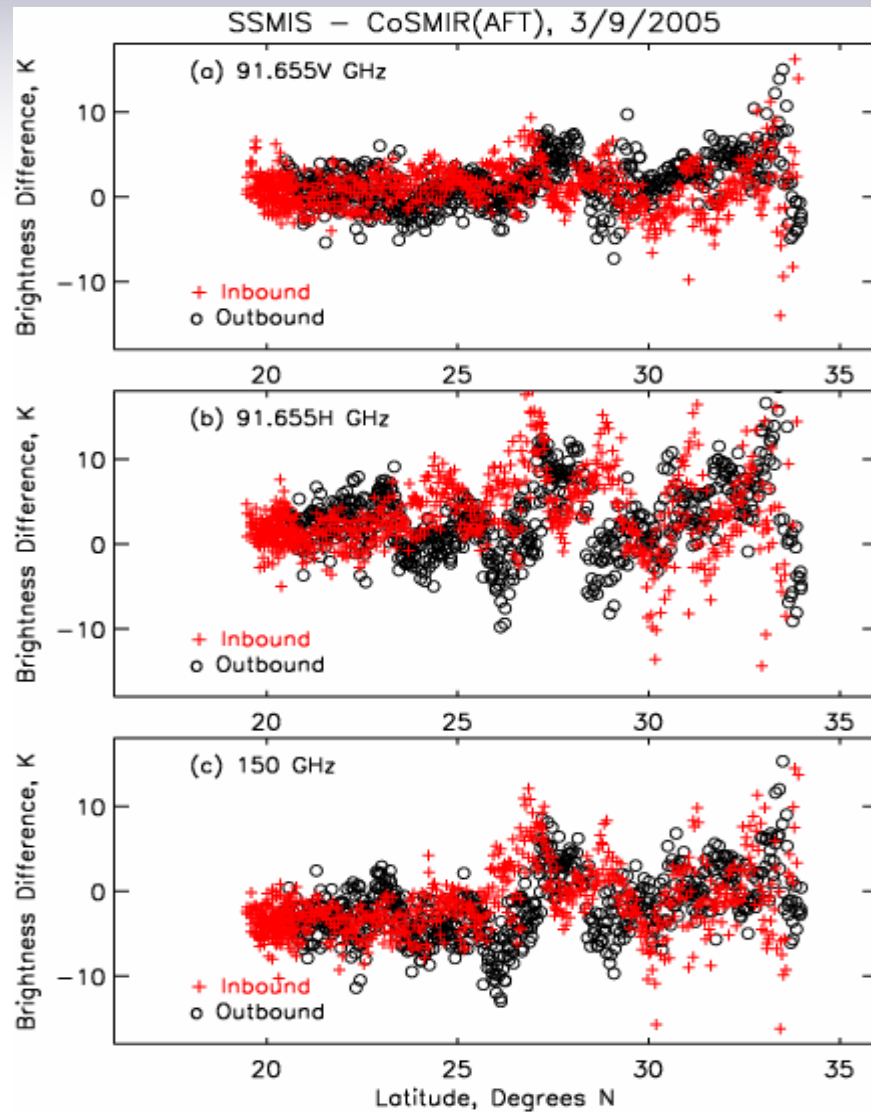 SSMIS – CoSMIR(AFT), 3/9/2005
(a) 91.655V GHz
Brightness Difference, K
10
0
−10
+ Inbound
o Outbound
20 25 30 35
(b) 91.655H GHz
Brightness Difference, K
10
0
−10
+ Inbound
o Outbound
20 25 30 35
(c) 150 GHz
Brightness Difference, K
10
0
−10
+ Inbound
o Outbound
20 25 30 35
Latitude, Degrees N